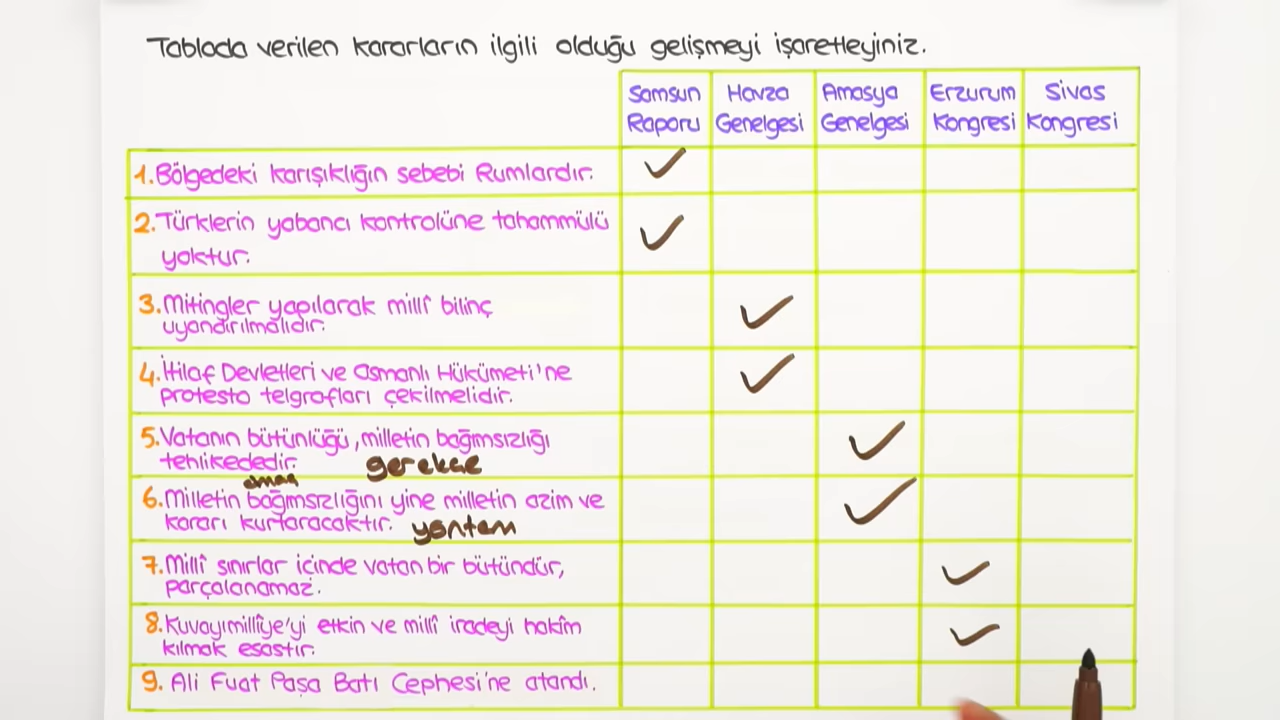 Tabloda verilen kararların ilgili olduğu gelişmeyi işaretleyiniz.
Samsun Raporu
Havza Genelgesi
Amasya Genelgesi
Erzurum Kongresi
Sivas Kongresi
1. Bölgedeki karışıklığın sebebi Rumlardır.
2. Türklerin yabancı kontrolüne tahammülü
yoktur.
3. Mitingler yapılarak millî bilinç
uyandırılmalıdır.
4. İtilaf Devletleri ve Osmanlı Hükümeti'ne
protesto telgrafları çekilmelidir.
5. Vatanın bütünlüğü, milletin bağımsızlığı
tehlikededir. gerekçe
amaç
6. Milletin bağımsızlığını yine milletin azim ve
kararı kurtaracaktır. yöntem
7. Millî sınırlar içinde vatan bir bütündür,
parçalanamaz.
8. Kuvayımillîye'yi etkin ve millî iradeyi hakîm
kılmak esastır.
9. Ali Fuat Paşa Batı Cephesi'ne atandı.